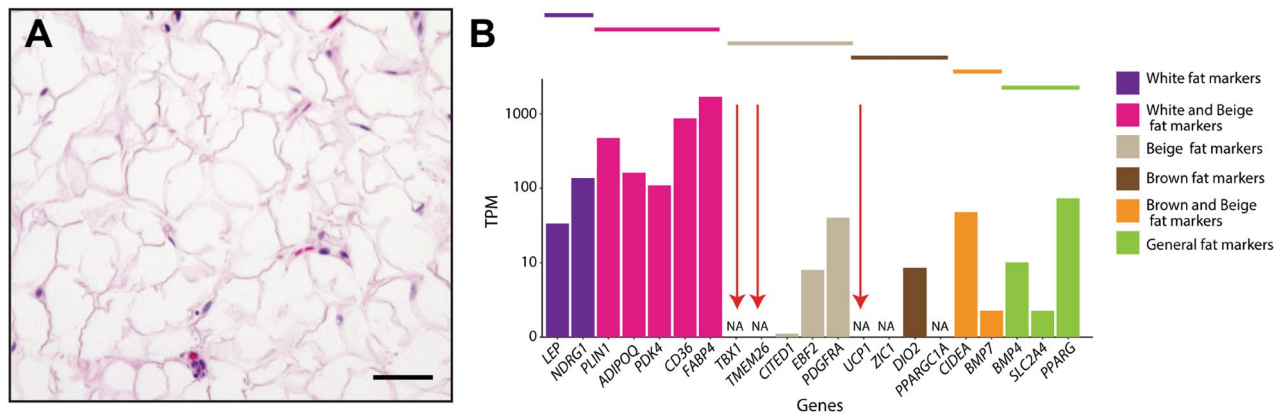 A
B
TPM
1000
100
10
0
NA
NA
NA
NA
NA
LEP
NDRG1
PLIN1
ADIPOQ
PDK4
CD36
FABP4
TBX1
TMEM26
CITED1
EBF2
PDGFRA
UCP1
ZIC1
DIO2
PPARGC1A
CIDEA
BMP7
BMP4
SLC2A4
PPARG
Genes
White fat markers
White and Beige
fat markers
Beige fat markers
Brown fat markers
Brown and Beige
fat markers
General fat markers